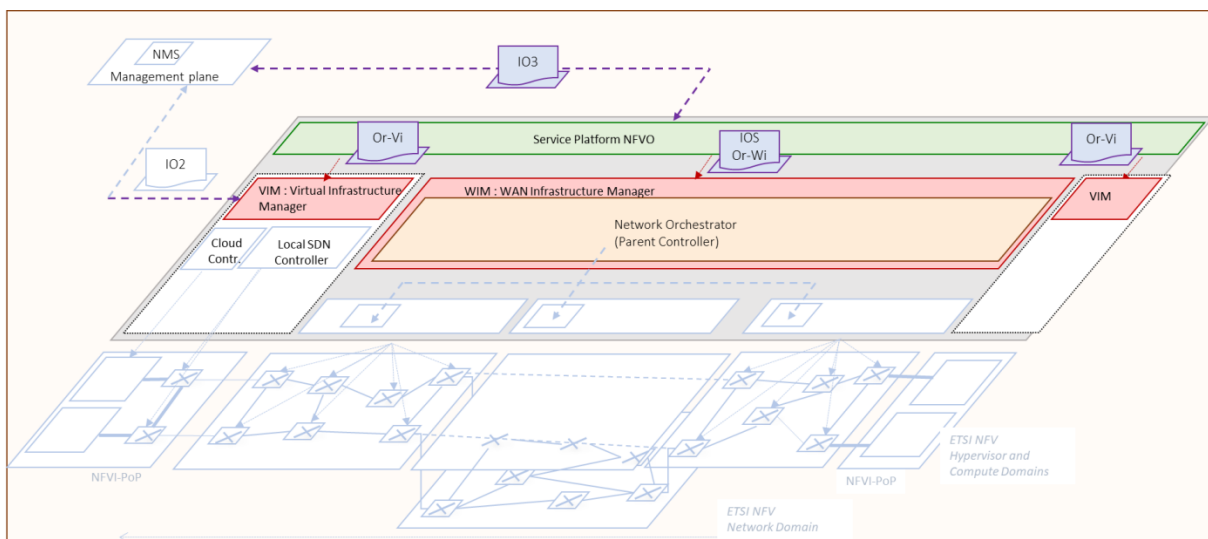 NMS
Management plane
IO3
Or-Vi
Service Platform NFVO
IOS
Or-Wi
Or-Vi
IO2
VIM : Virtual Infrastructure
Manager
WIM : WAN Infrastructure Manager
VIM
Network Orchestrator
(Parent Controller)
Cloud
Contr.
Local SDN
Controller
ETSI NFV
Hypervisor and
Compute Domains
NFVI-PoP
NFVI-PoP
ETSI NFV
Network Domain